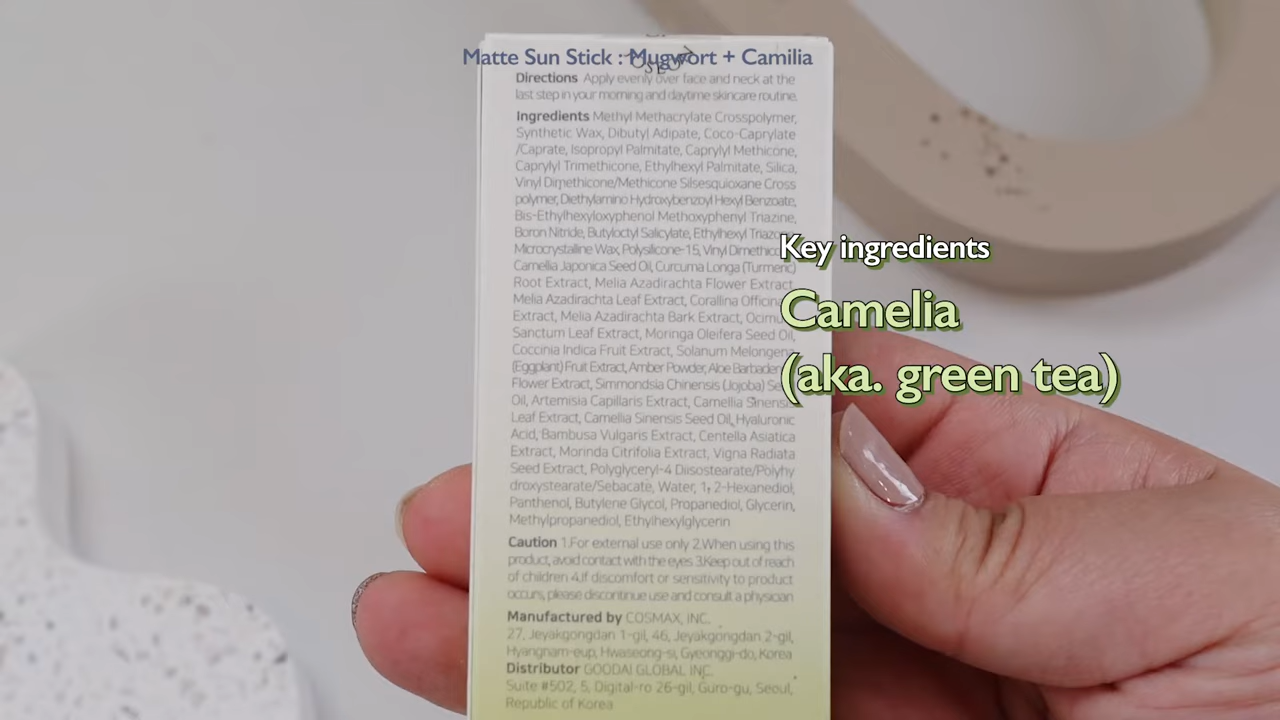 Matte Sun Stick : Mugwort + Camilia
Directions Apply evenly over face and neck at the
last step in your morning and daytime skincare routine.
Ingredients Methyl Methacrylate Crosspolymer,
Synthetic Wax, Dibutyl Adipate, Coco-Caprylate
/Caprate, Isopropyl Palmitate, Caprylyl Methicone,
Caprylyl Trimethicone, Ethylhexyl Palmitate, Silica,
Vinyl Dimethicone/Methicone Silsesquioxane Cross
polymer, Diethylamino Hydroxybenzoyl Hexyl Benzoate,
Bis-Ethylhexyloxyphenol Methoxyphenyl Triazine,
Boron Nitride, Butyloctyl Salicylate, Ethylhexyl
Microcrystalline Wax, Polysilicone-15, Vinyl
Camellia Japonica Seed Oil, Curcuma Longa (Turmeric)
Root Extract, Melia Azadirachta Flower Extract,
Melia Azadirachta Leaf Extract, Corallina
Extract, Melia Azadirachta Bark Extract,
Sanctum Leaf Extract, Moringa Oleifera Seed Oil,
Coccinia Indica Fruit Extract, Solanum Melongena
(Eggplant) Fruit Extract, Amber Powder, Aloe
Flower Extract, Simmondsia Chinensis (Jojoba)
Oil, Artemisia Capillaris Extract, Camellia Sinensis
Leaf Extract, Camellia Sinensis Seed Oil, Hyaluronic
Acid, Bambusa Vulgaris Extract, Centella Asiatica
Extract, Morinda Citrifolia Extract, Vigna Radiata
Seed Extract, Polyglyceryl-4 Diisostearate/Polyhy
droxystearate/Sebacate, Water, 1, 2-Hexanediol,
Panthenol, Butylene Glycol, Propanediol, Glycerin,
Methylpropanediol, Ethylhexylglycerin
Caution 1.For external use only 2.When using this
product, avoid contact with the eyes 3.Keep out of reach
of children 4.If discomfort or sensitivity to product
occurs, please discontinue use and consult a physician
Manufactured by COSMAX, INC.
27, Jeyakgongdan 1-gil, 46, Jeyakgongdan 2-gil,
Hyangnam-eup, Hwaseong-si, Gyeonggi-do, Korea
Distributor GOODAI GLOBAL INC.
Suite #502, 5, Digital-ro 26-gil, Guro-gu, Seoul,
Republic of Korea
Key ingredients
Camelia
(aka. green tea)